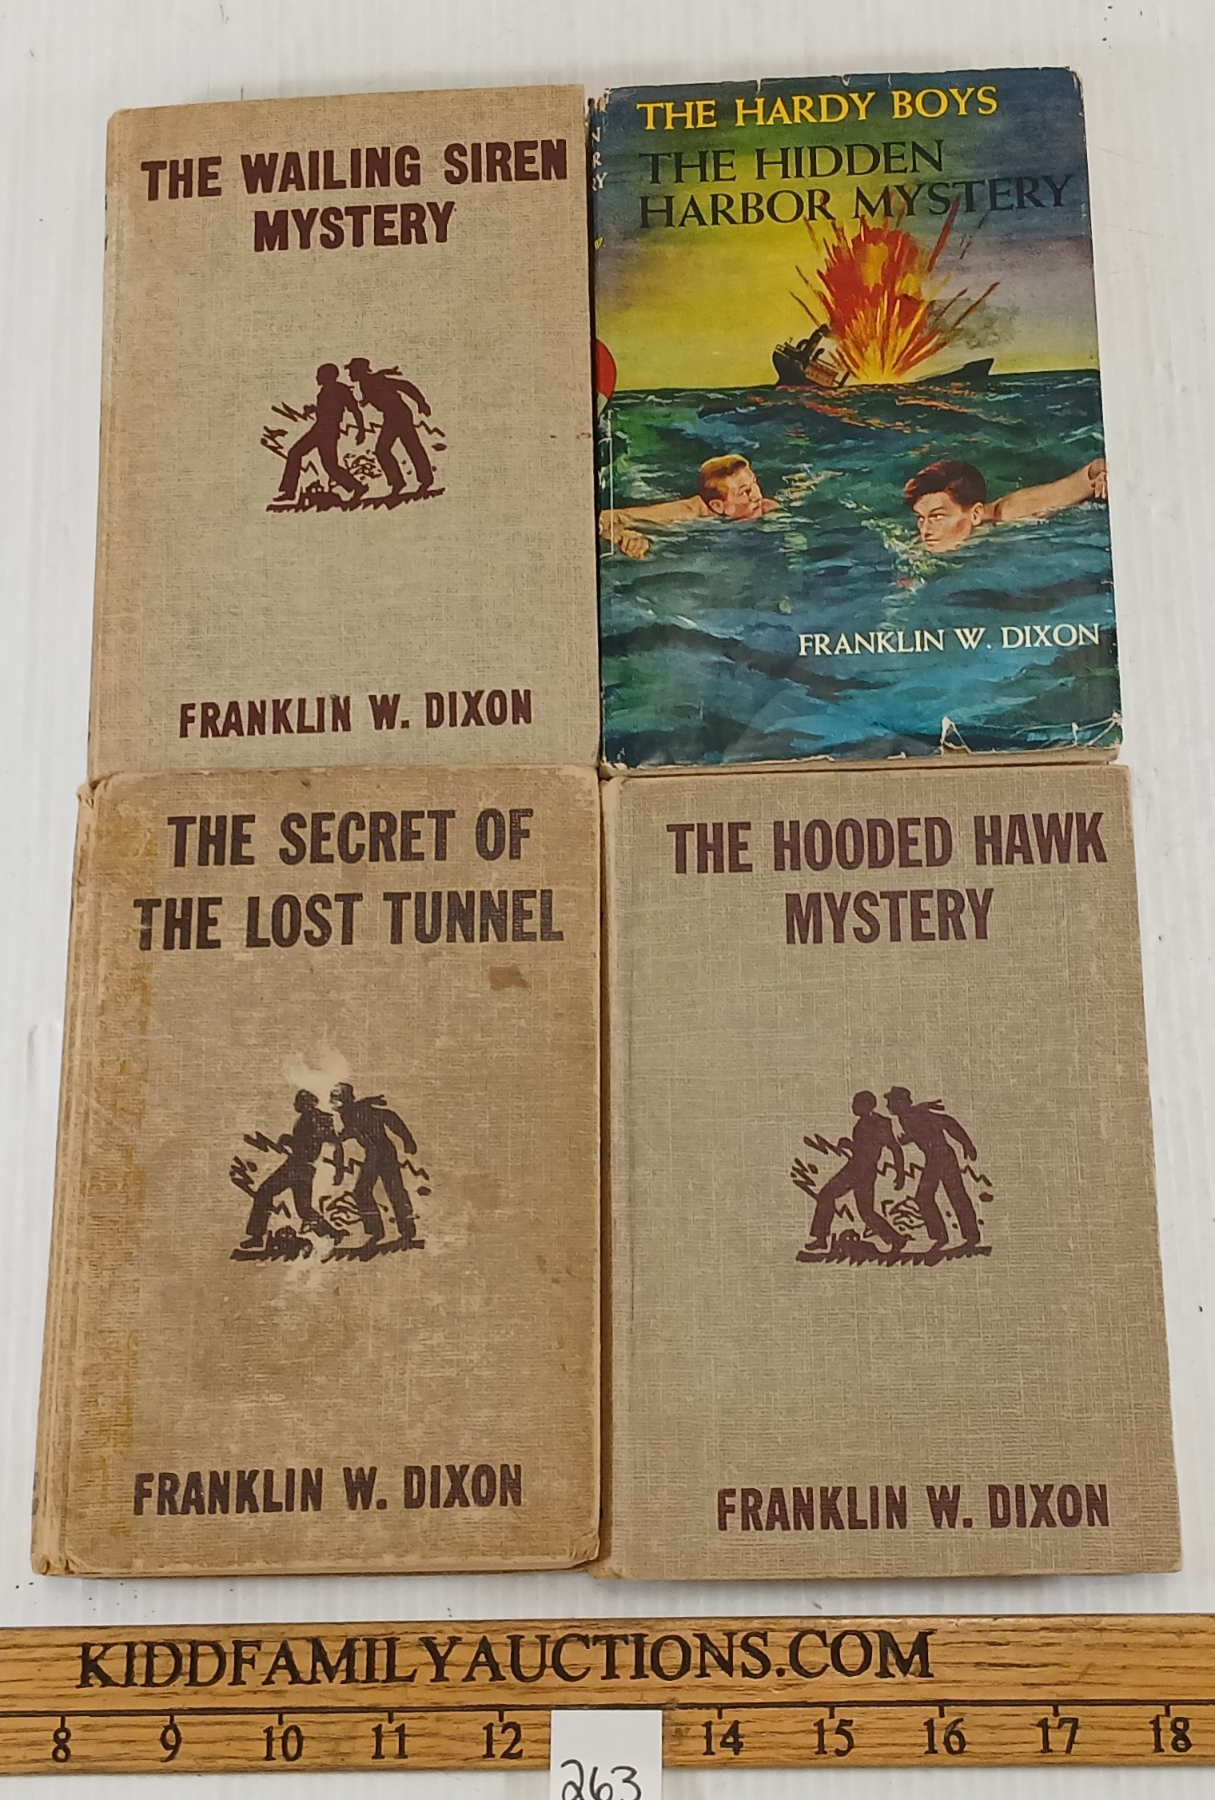 THE WAILING SIREN
MYSTERY
FRANKLIN W. DIXON
THE HARDY BOYS
THE HIDDEN
HARBOR MYSTERY
FRANKLIN W. DIXON
THE SECRET OF
THE LOST TUNNEL
FRANKLIN W. DIXON
THE HOODED HAWK
MYSTERY
FRANKLIN W. DIXON
KIDDFAMILYAUCTIONS.COM
8 9 10 11 12 14 15 16 17 18
263